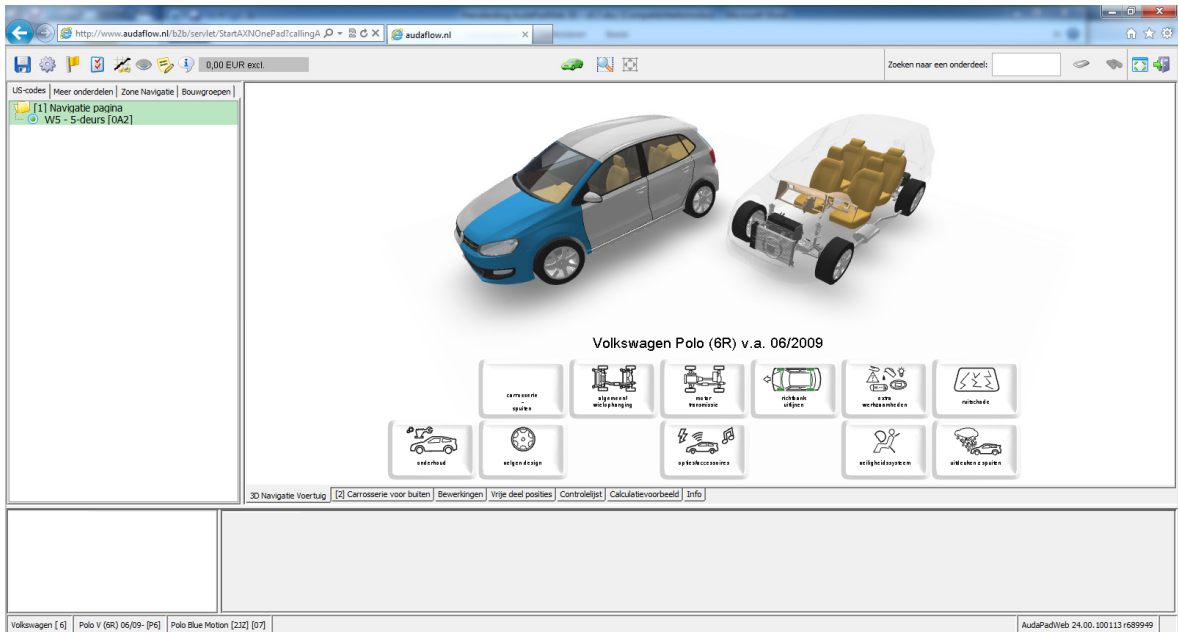 http://www.audaflow.nl/b2b/servlet/StartAXNOnePad?callingA
audaflow.nl
0,00 EUR excl.
Zoeken naar een onderdeel:
US-codes Meer onderdelen Zone Navigatie Bouwgroepen
[1] Navigatie pagina
W5 - 5-deurs [0A2]
Volkswagen Polo (6R) v.a. 06/2009
carrosserie
-
spuiten
algemeen/
wielophanging
motor
transmissie
richtbank
uitlijnen
extra
werkzaamheden
ruitschade
onderhoud
velgen design
opties/accessoires
veiligheidssysteem
uitdeuken z spuiten
3D Navigatie Voertuig [2] Carrosserie voor buiten Bewerkingen Vrije deel posities Controlelijst Calculatievoorbeeld Info
Volkswagen [ 6] Polo V (6R) 06/09- [P6] Polo Blue Motion [2JZ] [07] AudaPadWeb 24.00.100113 r689949